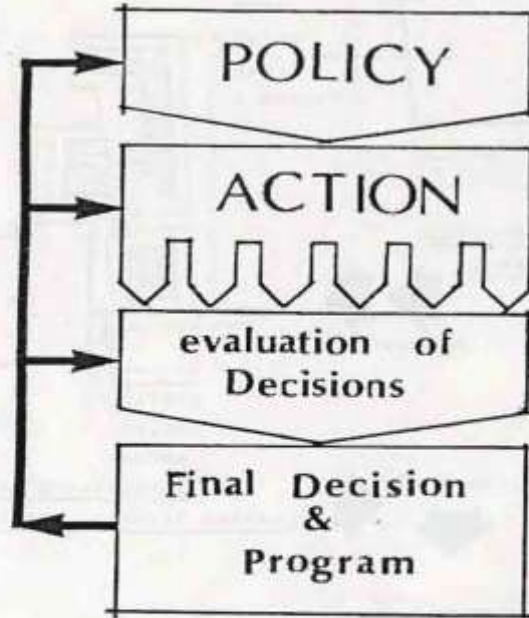 POLICY
ACTION
evaluation of
Decisions
Final Decision
&
Program